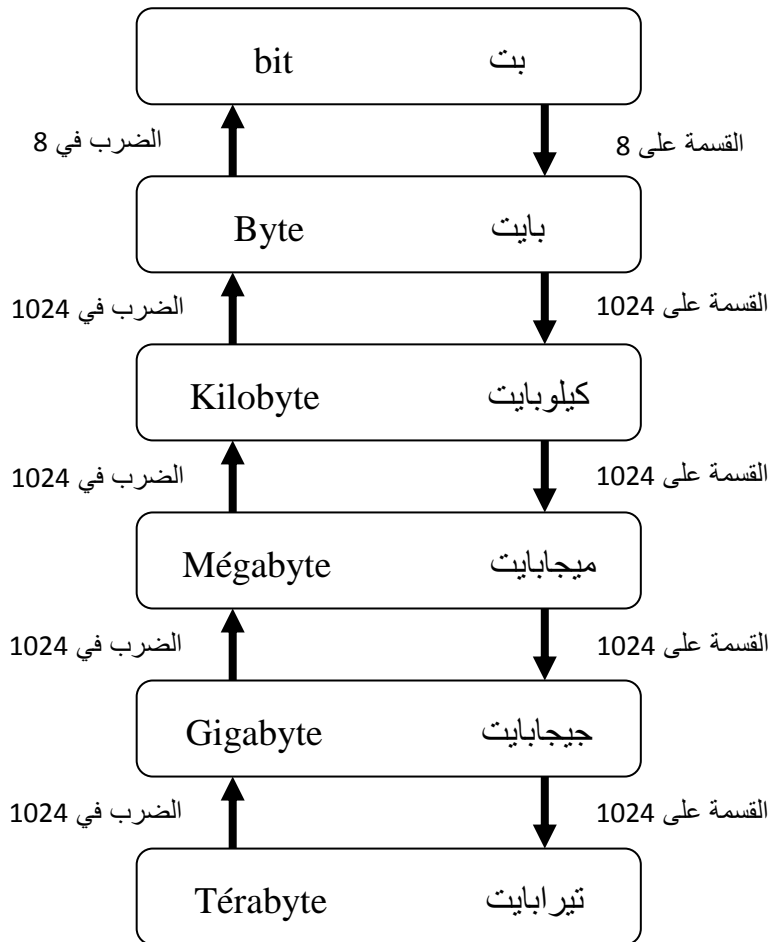 bit بت
الضرب في 8 القسمة على 8
Byte بايت
الضرب في 1024 القسمة على 1024
Kilobyte كيلوبايت
الضرب في 1024 القسمة على 1024
Mégabyte ميجابايت
الضرب في 1024 القسمة على 1024
Gigabyte جيجابايت
الضرب في 1024 القسمة على 1024
Térabyte تيرابايت